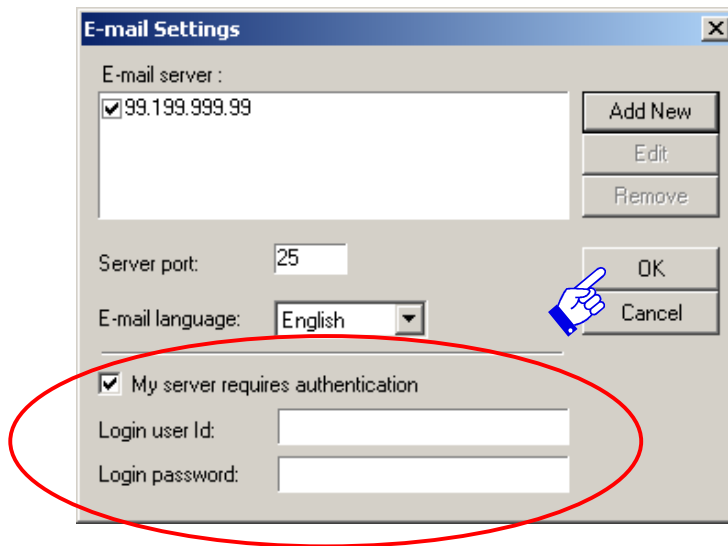 E-mail Settings
E-mail server :
99.199.999.99
Add New
Edit
Remove
Server port:
25
OK
E-mail language:
English
Cancel
My server requires authentication
Login user Id:
Login password: